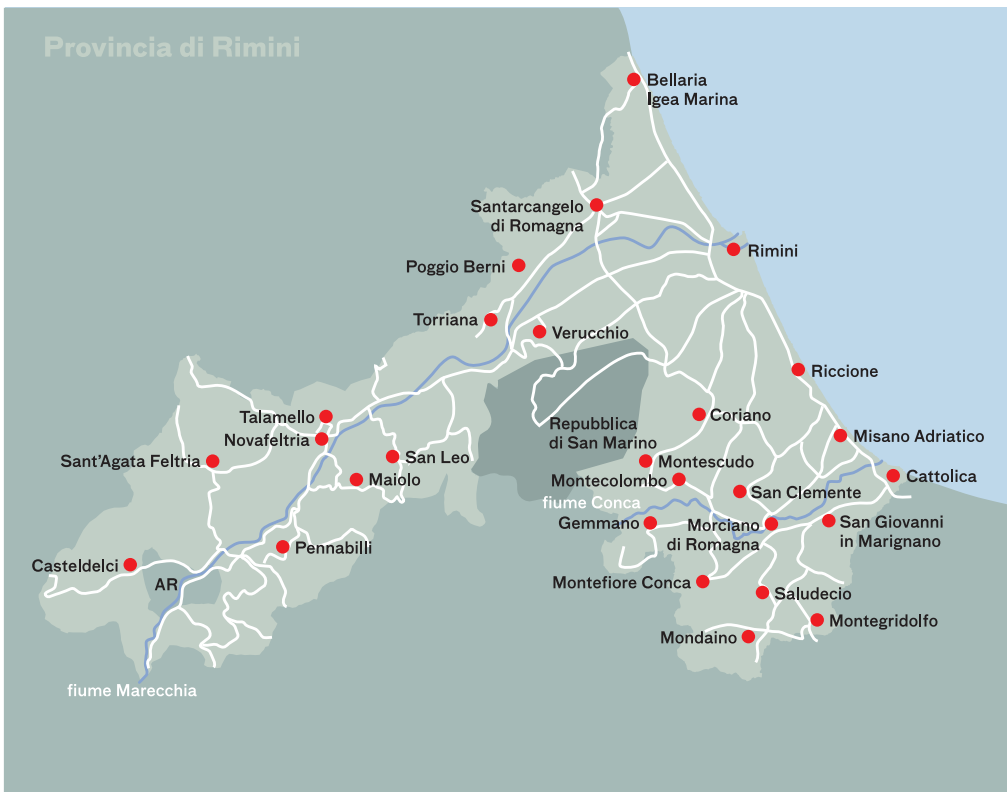 Provincia di Rimini
Bellaria
Igea Marina
Santarcangelo
di Romagna
Rimini
Poggio Berni
Torriana
Verucchio
Riccione
Talamello
Novafeltria
Repubblica
di San Marino
Coriano
Misano Adriatico
Sant'Agata Feltria
San Leo
Maiolo
Montescudo
Montecolombo
Cattolica
San Clemente
fiume Conca
Gemmano
Morciano
di Romagna
San Giovanni
in Marignano
Pennabilli
Casteldelci
AR
Montefiore Conca
Saludecio
Montegridolfo
Mondaino
fiume Marecchia